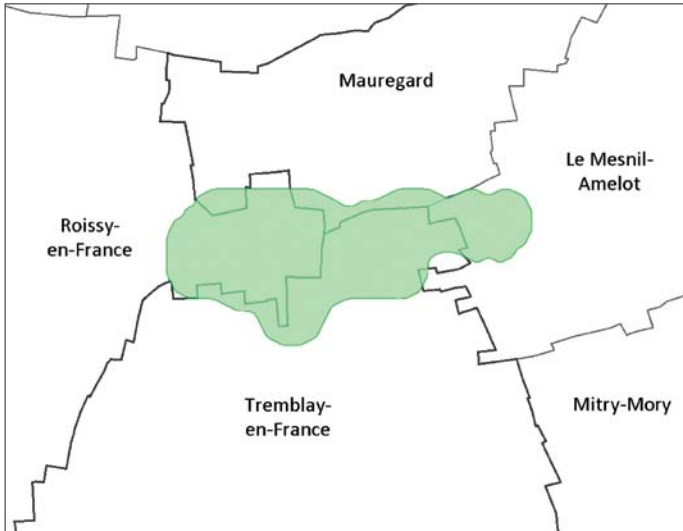 Mauregard
Le Mesnil-
Amelot
Roissy-
en-France
Tremblay-
en-France
Mitry-Mory